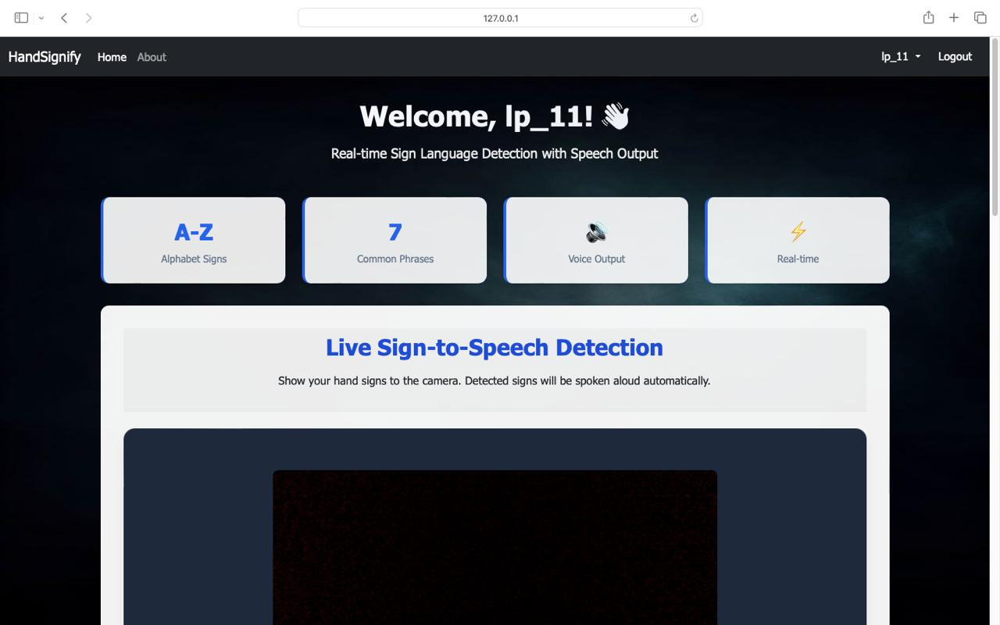 127.0.0.1
HandSignify Home About lp_11 Logout
Welcome, lp_11! 👋
Real-time Sign Language Detection with Speech Output
A-Z
Alphabet Signs
7
Common Phrases
🔊
Voice Output
⚡
Real-time
Live Sign-to-Speech Detection
Show your hand signs to the camera. Detected signs will be spoken aloud automatically.